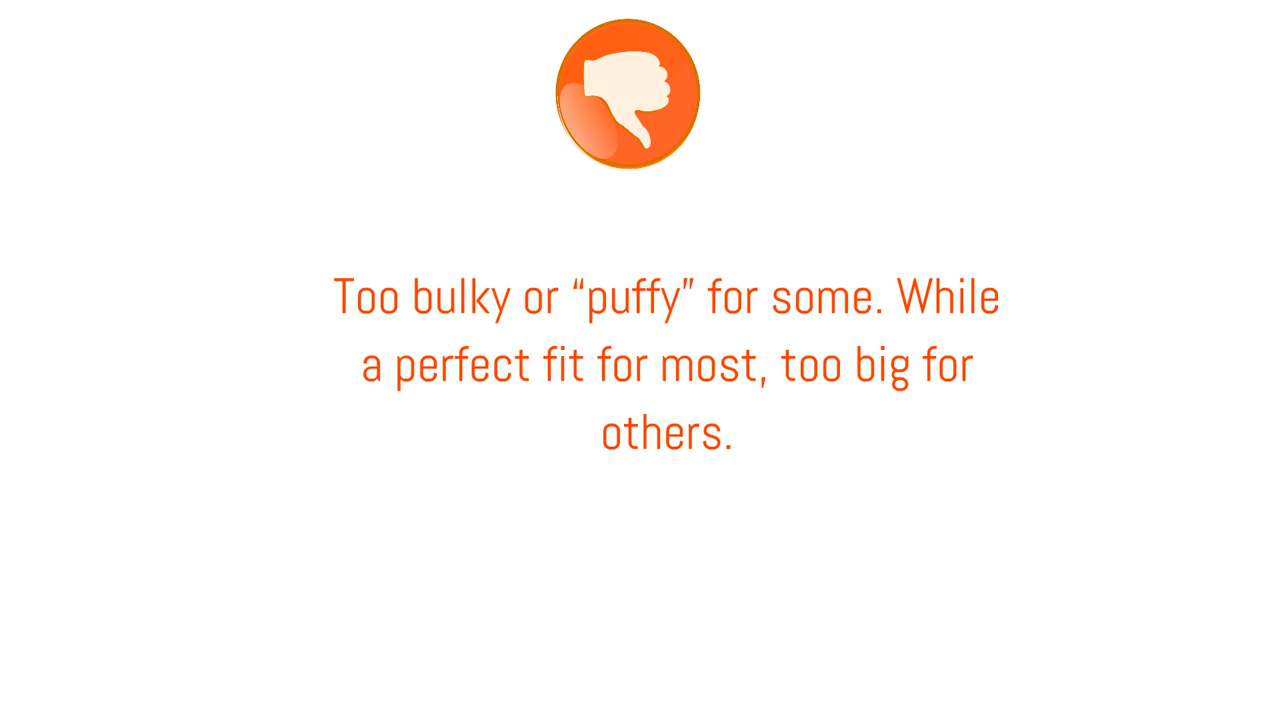 Too bulky or “puffy” for some. While
a perfect fit for most, too big for
others.